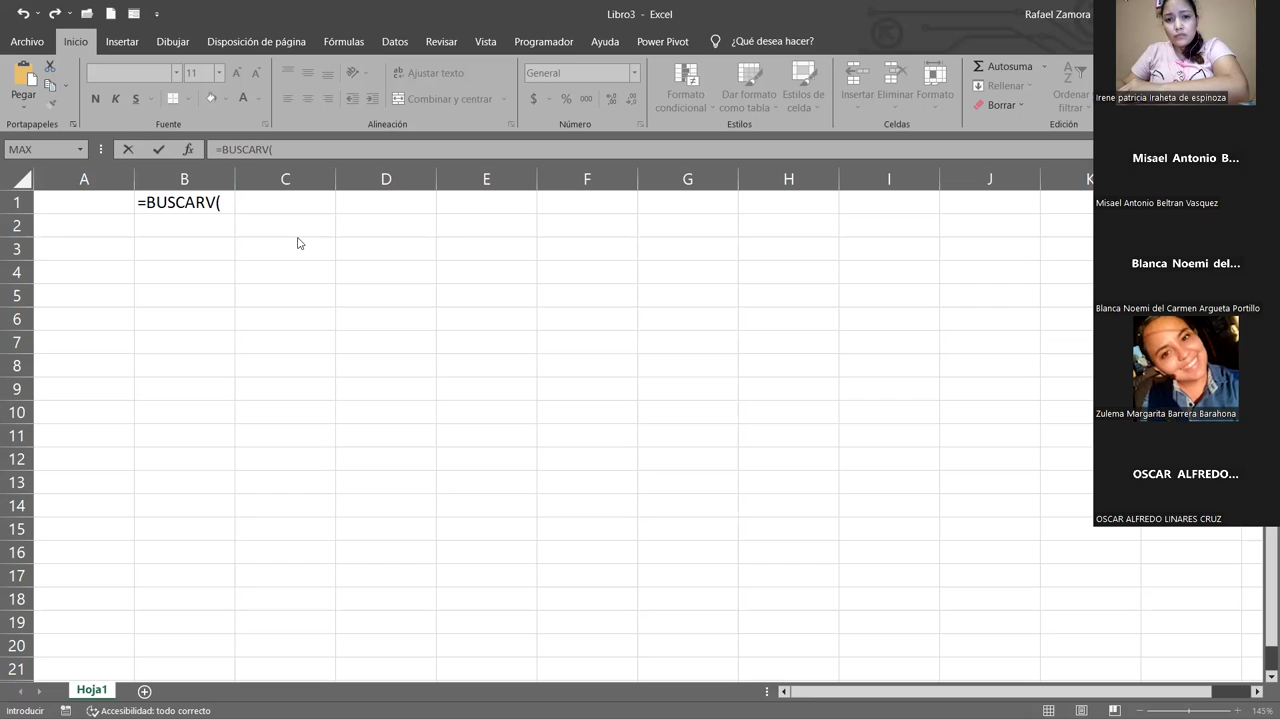 Libro3 - Excel
Rafael Zamora
Archivo Inicio Insertar Dibujar Disposición de página Fórmulas Datos Revisar Vista Programador Ayuda Power Pivot ¿Qué desea hacer?
Pegar
11
N K S
A
Ajustar texto
Combinar y centrar
General
$ % 000
Formato condicional
Dar formato como tabla
Estilos de celda
Insertar Eliminar Formato
Autosuma
Rellenar
Borrar
Ordenar
filtrar
Portapapeles Fuente Alineación Número Estilos Celdas Edición
MAX fx =BUSCARV(
A B C D E F G H I J K
1 =BUSCARV(
2
3
4
5
6
7
8
9
10
11
12
13
14
15
16
17
18
19
20
21
Hoja1
Introducir Accesibilidad: todo correcto 145%
Irene patricia Iraheta de espinoza
Misael Antonio B...
Misael Antonio Beltran Vasquez
Blanca Noemi del...
Blanca Noemi del Carmen Argueta Portillo
Zulema Margarita Barrera Barahona
OSCAR ALFREDO...
OSCAR ALFREDO LINARES CRUZ